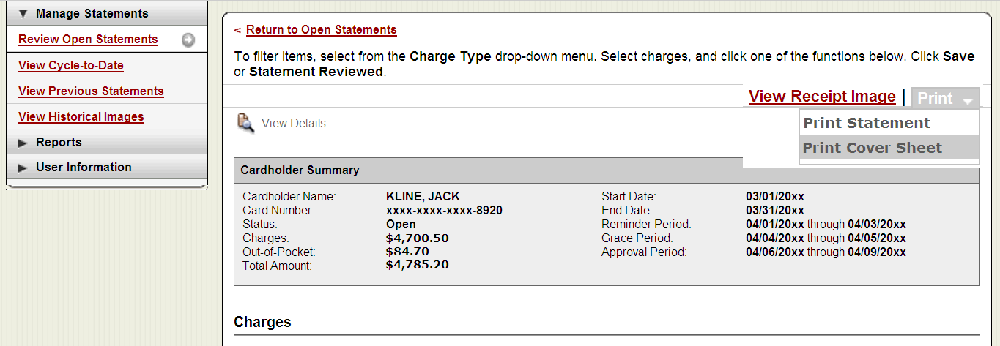 ▼ Manage Statements
Review Open Statements
View Cycle-to-Date
View Previous Statements
View Historical Images
► Reports
► User Information
< Return to Open Statements
To filter items, select from the Charge Type drop-down menu. Select charges, and click one of the functions below. Click Save
or Statement Reviewed.
View Receipt Image | Print
Print Statement
Print Cover Sheet
View Details
Cardholder Summary
Cardholder Name: KLINE, JACK Start Date: 03/01/20xx
Card Number: xxxx-xxxx-xxxx-8920 End Date: 03/31/20xx
Status: Open Reminder Period: 04/01/20xx through 04/03/20xx
Charges: $4,700.50 Grace Period: 04/04/20xx through 04/05/20xx
Out-of-Pocket: $84.70 Approval Period: 04/06/20xx through 04/09/20xx
Total Amount: $4,785.20
Charges